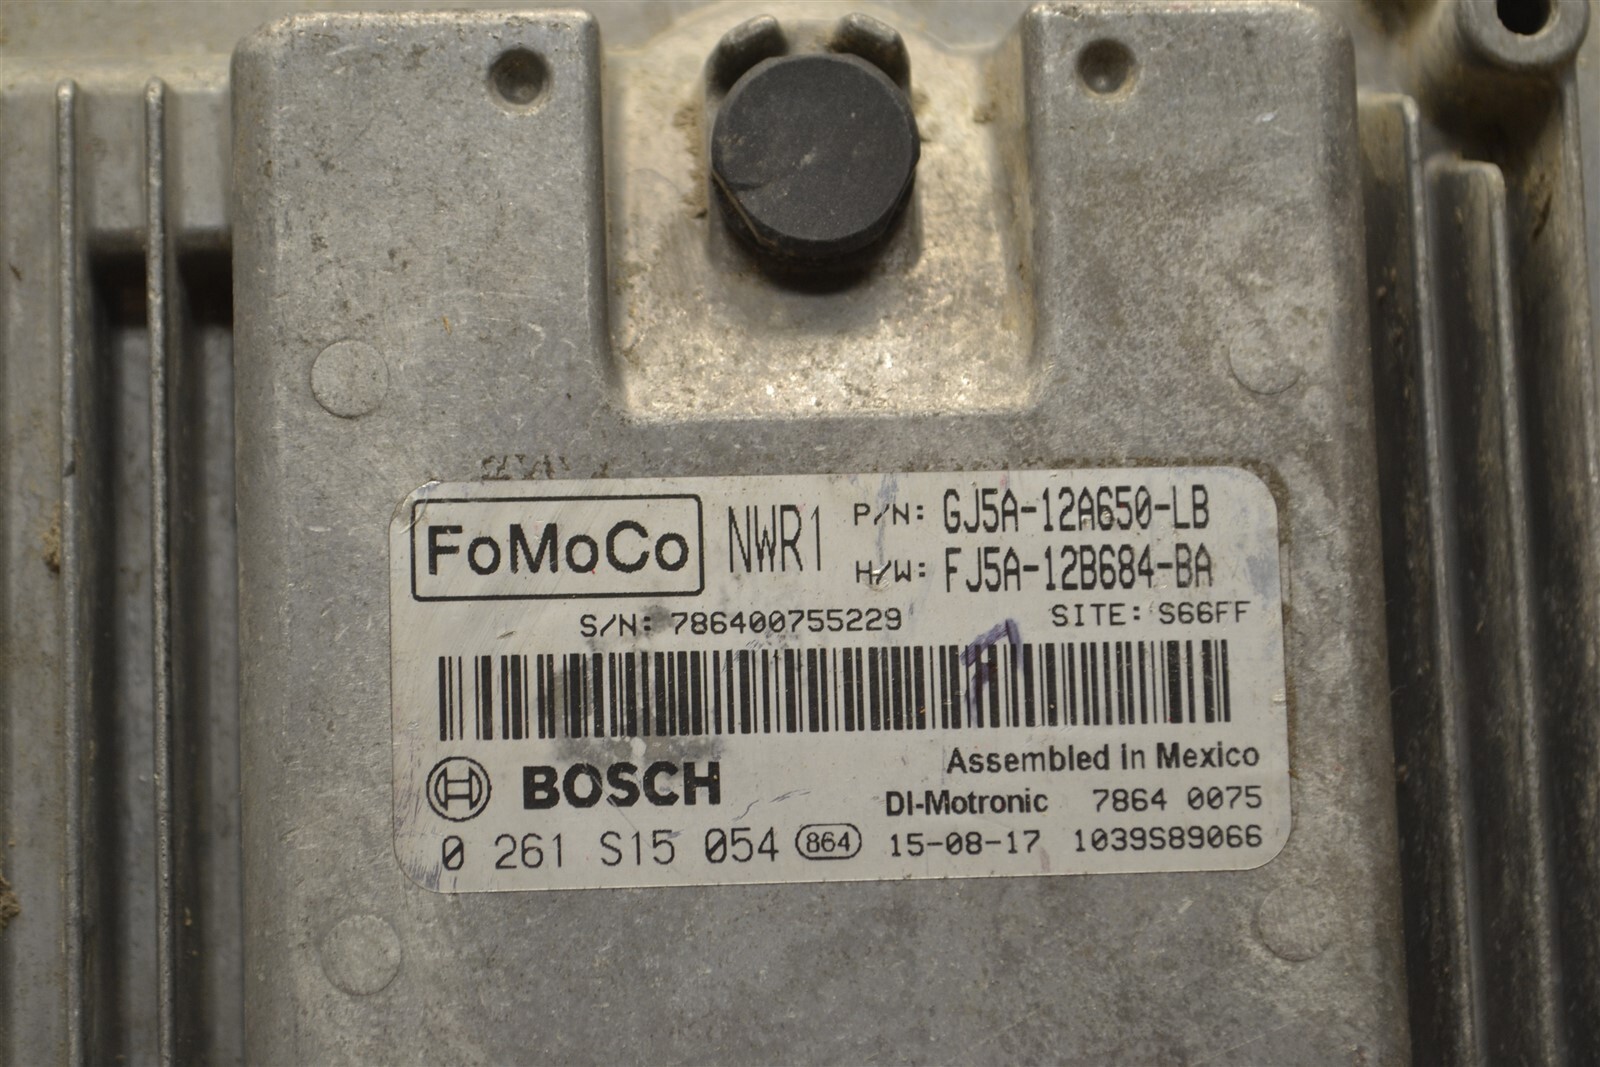 FoMoCo NWR1 P/N: GJ5A-12A650-LB
H/W: FJ5A-12B684-BA
S/N: 786400755229 SITE: S66FF
Assembled in Mexico
BOSCH DI-Motronic 7864 0075
0 261 S15 054 864 15-08-17 1039S89066